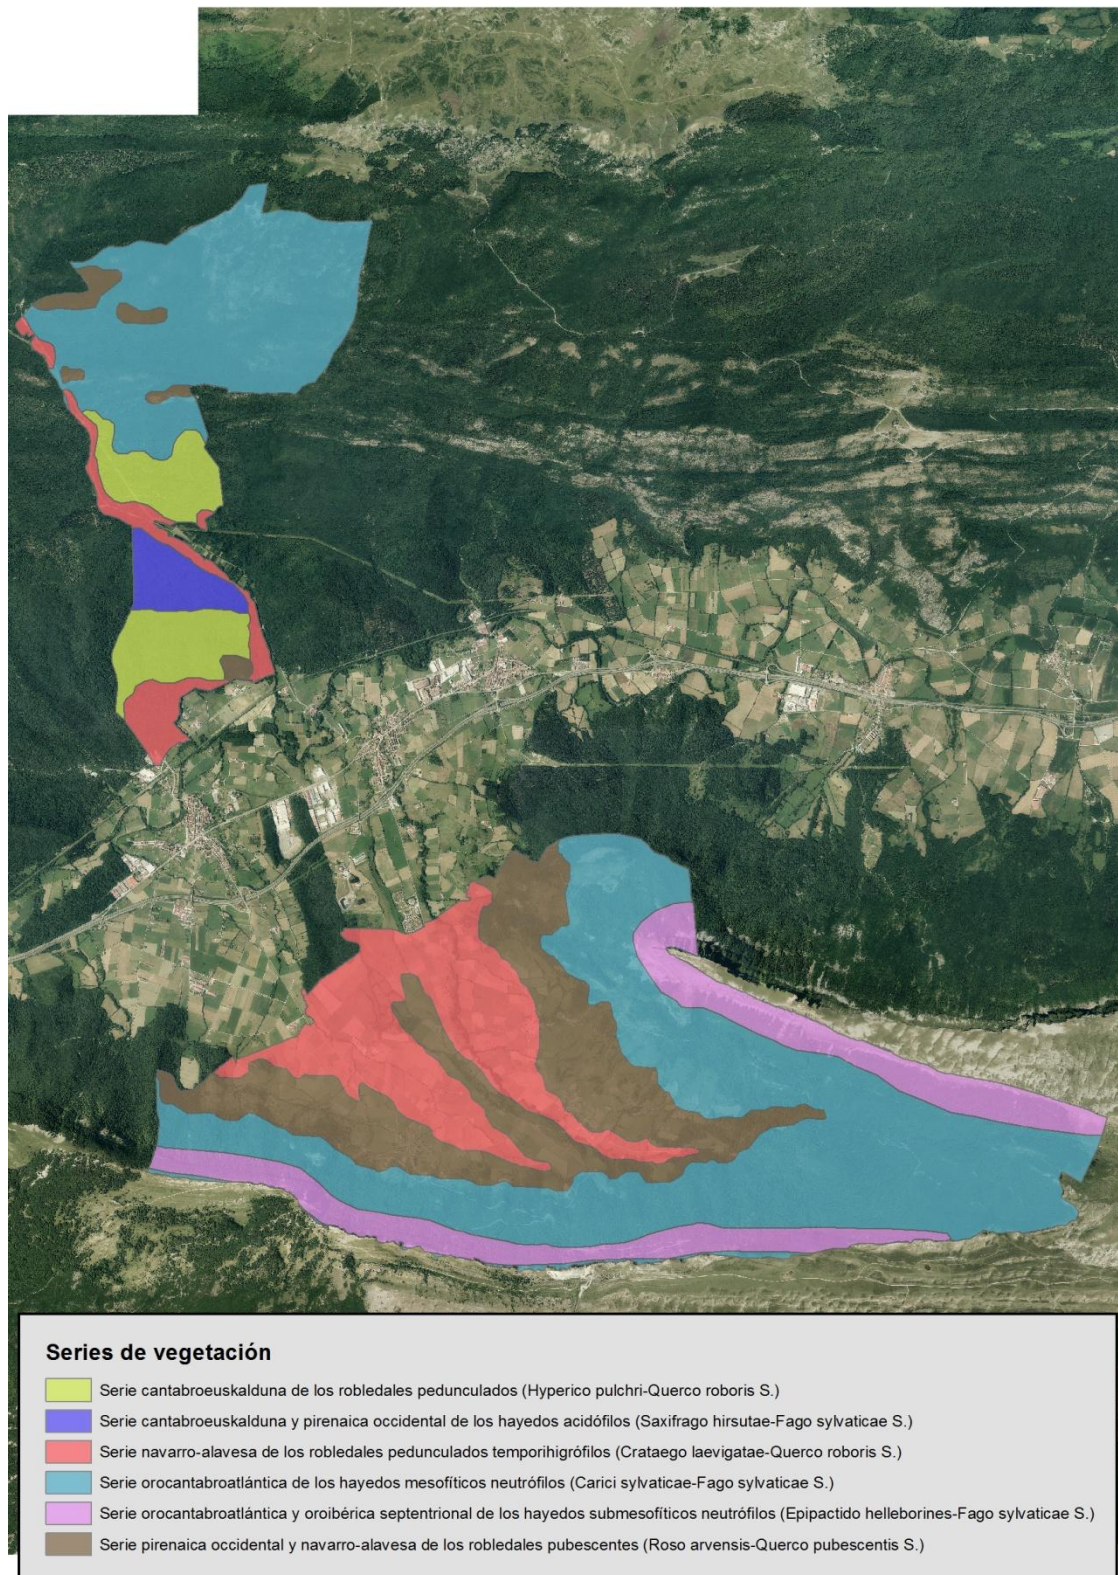 Series de vegetación
Serie cantabroeuskalduna de los robledales pedunculados (Hyperico pulchri-Querco roboris S.)
Serie cantabroeuskalduna y pirenaica occidental de los hayedos acidófilos (Saxifrago hirsutae-Fago sylvaticae S.)
Serie navarro-alavesa de los robledales pedunculados temporihigrófilos (Crataego laevigatae-Querco roboris S.)
Serie orocantabroatlántica de los hayedos mesofíticos neutrófilos (Carici sylvaticae-Fago sylvaticae S.)
Serie orocantabroatlántica y oroibérica septentrional de los hayedos submesofíticos neutrófilos (Epipactido helleborines-Fago sylvaticae S.)
Serie pirenaica occidental y navarro-alavesa de los robledales pubescentes (Roso arvensis-Querco pubescentis S.)